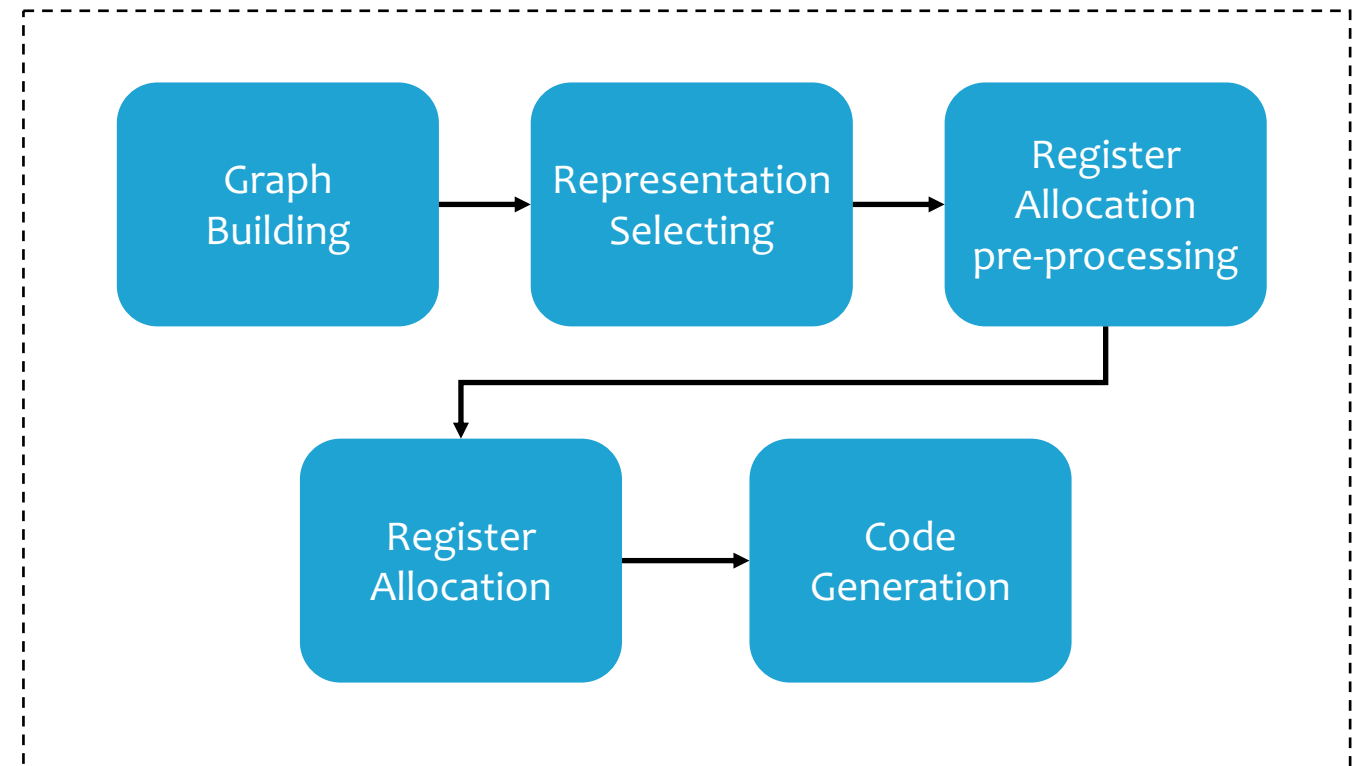 Graph
Building
Representation
Selecting
Register
Allocation
pre-processing
Register
Allocation
Code
Generation